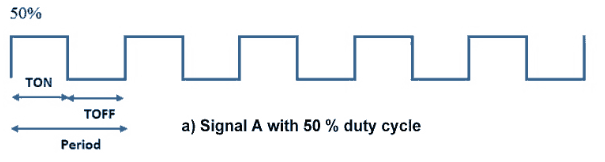 50%
TON
TOFF
a) Signal A with 50 % duty cycle
Period